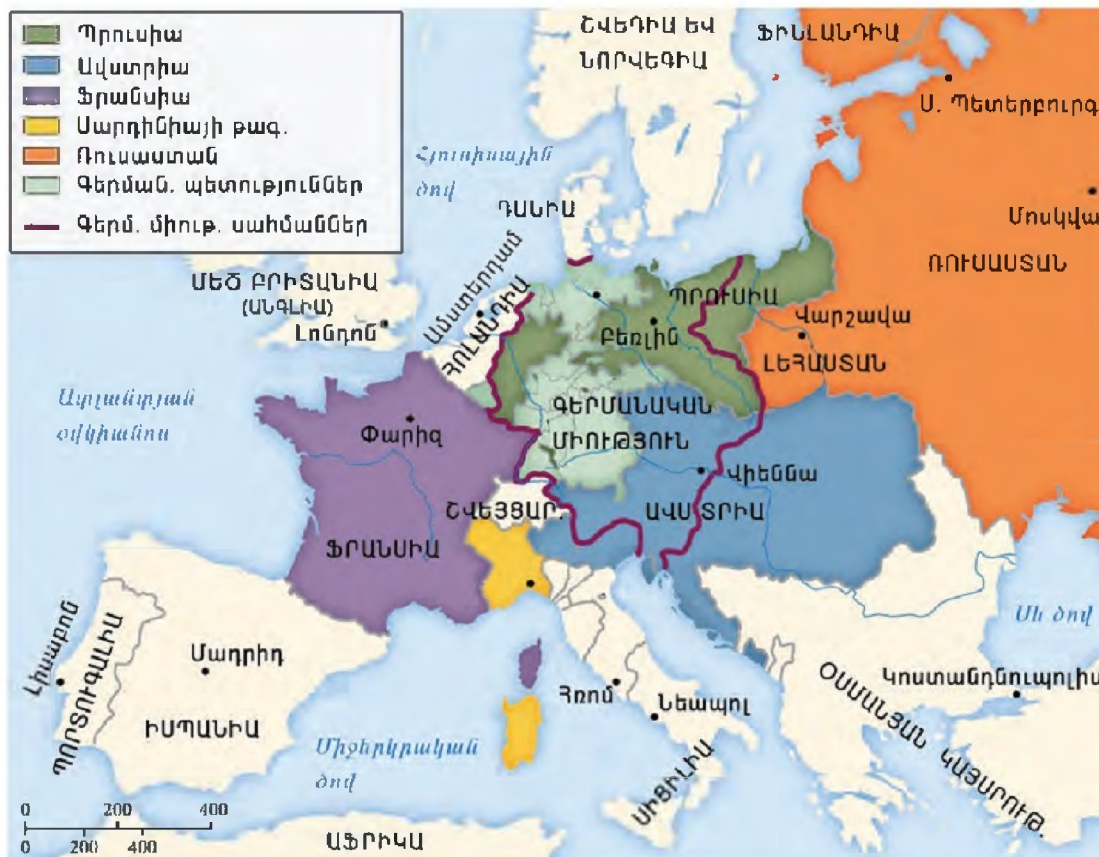 Պրուսիա
Ավստրիա
Ֆրանսիա
Սարդինիայի թագ.
Ռուսաստան
Գերման. պետություններ
Գերմ. միութ. սահմաններ
ՇՎԵԴԻԱ ԵՎ
ՆՈՐՎԵԳԻԱ
ՖԻՆԼԱՆԴԻԱ
Ս. Պետերբուրգ
Հյուսիսային
ծով
ԴԱՆԻԱ
Մոսկվա
ՌՈՒՍԱՍՏԱՆ
ՄԵԾ ԲՐԻՏԱՆԻԱ
(ԱՆԳԼԻԱ)
Լոնդոն
Ամստերդամ
ՀՈԼԱՆԴԻԱ
ՊՐՈՒՍԻԱ
Բեռլին
Վարշավա
ԼԵՀԱՍՏԱՆ
Ատլանտյան
օվկիանոս
Փարիզ
ԳԵՐՄԱՆԱԿԱՆ
ՄԻՈՒԹՅՈՒՆ
Վիեննա
ՇՎԵՅՑԱՐ.
ԱՎՍՏՐԻԱ
ՖՐԱՆՍԻԱ
Սև ծով
Լիսաբոն
ՊՈՐՏՈՒԳԱԼԻԱ
Մադրիդ
ԻՍՊԱՆԻԱ
Հռոմ
Նեապոլ
Կոստանդնուպոլիս
ՕՍՄԱՆՅԱՆ ԿԱՅՍՐՈՒԹ.
Միջերկրական
ծով
ՍԻՑԻԼԻԱ
0 200 400
0 200 400
ԱՖՐԻԿԱ